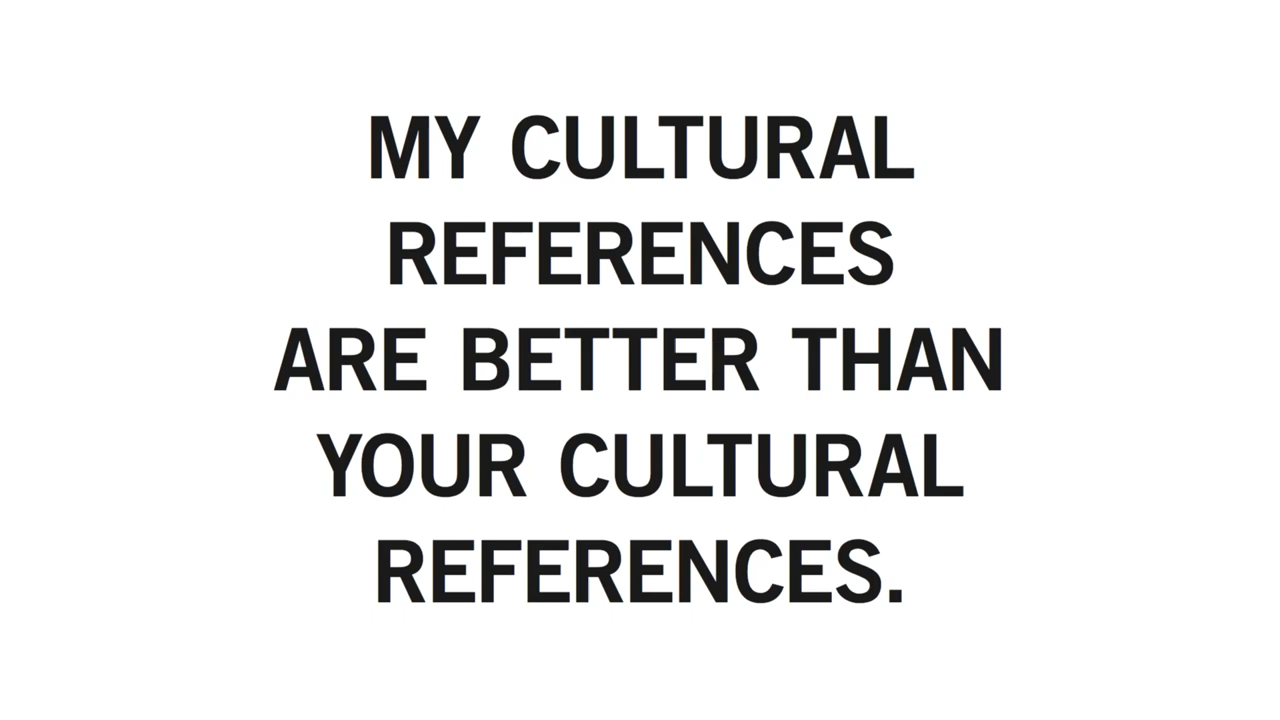 MY CULTURAL
REFERENCES
ARE BETTER THAN
YOUR CULTURAL
REFERENCES.